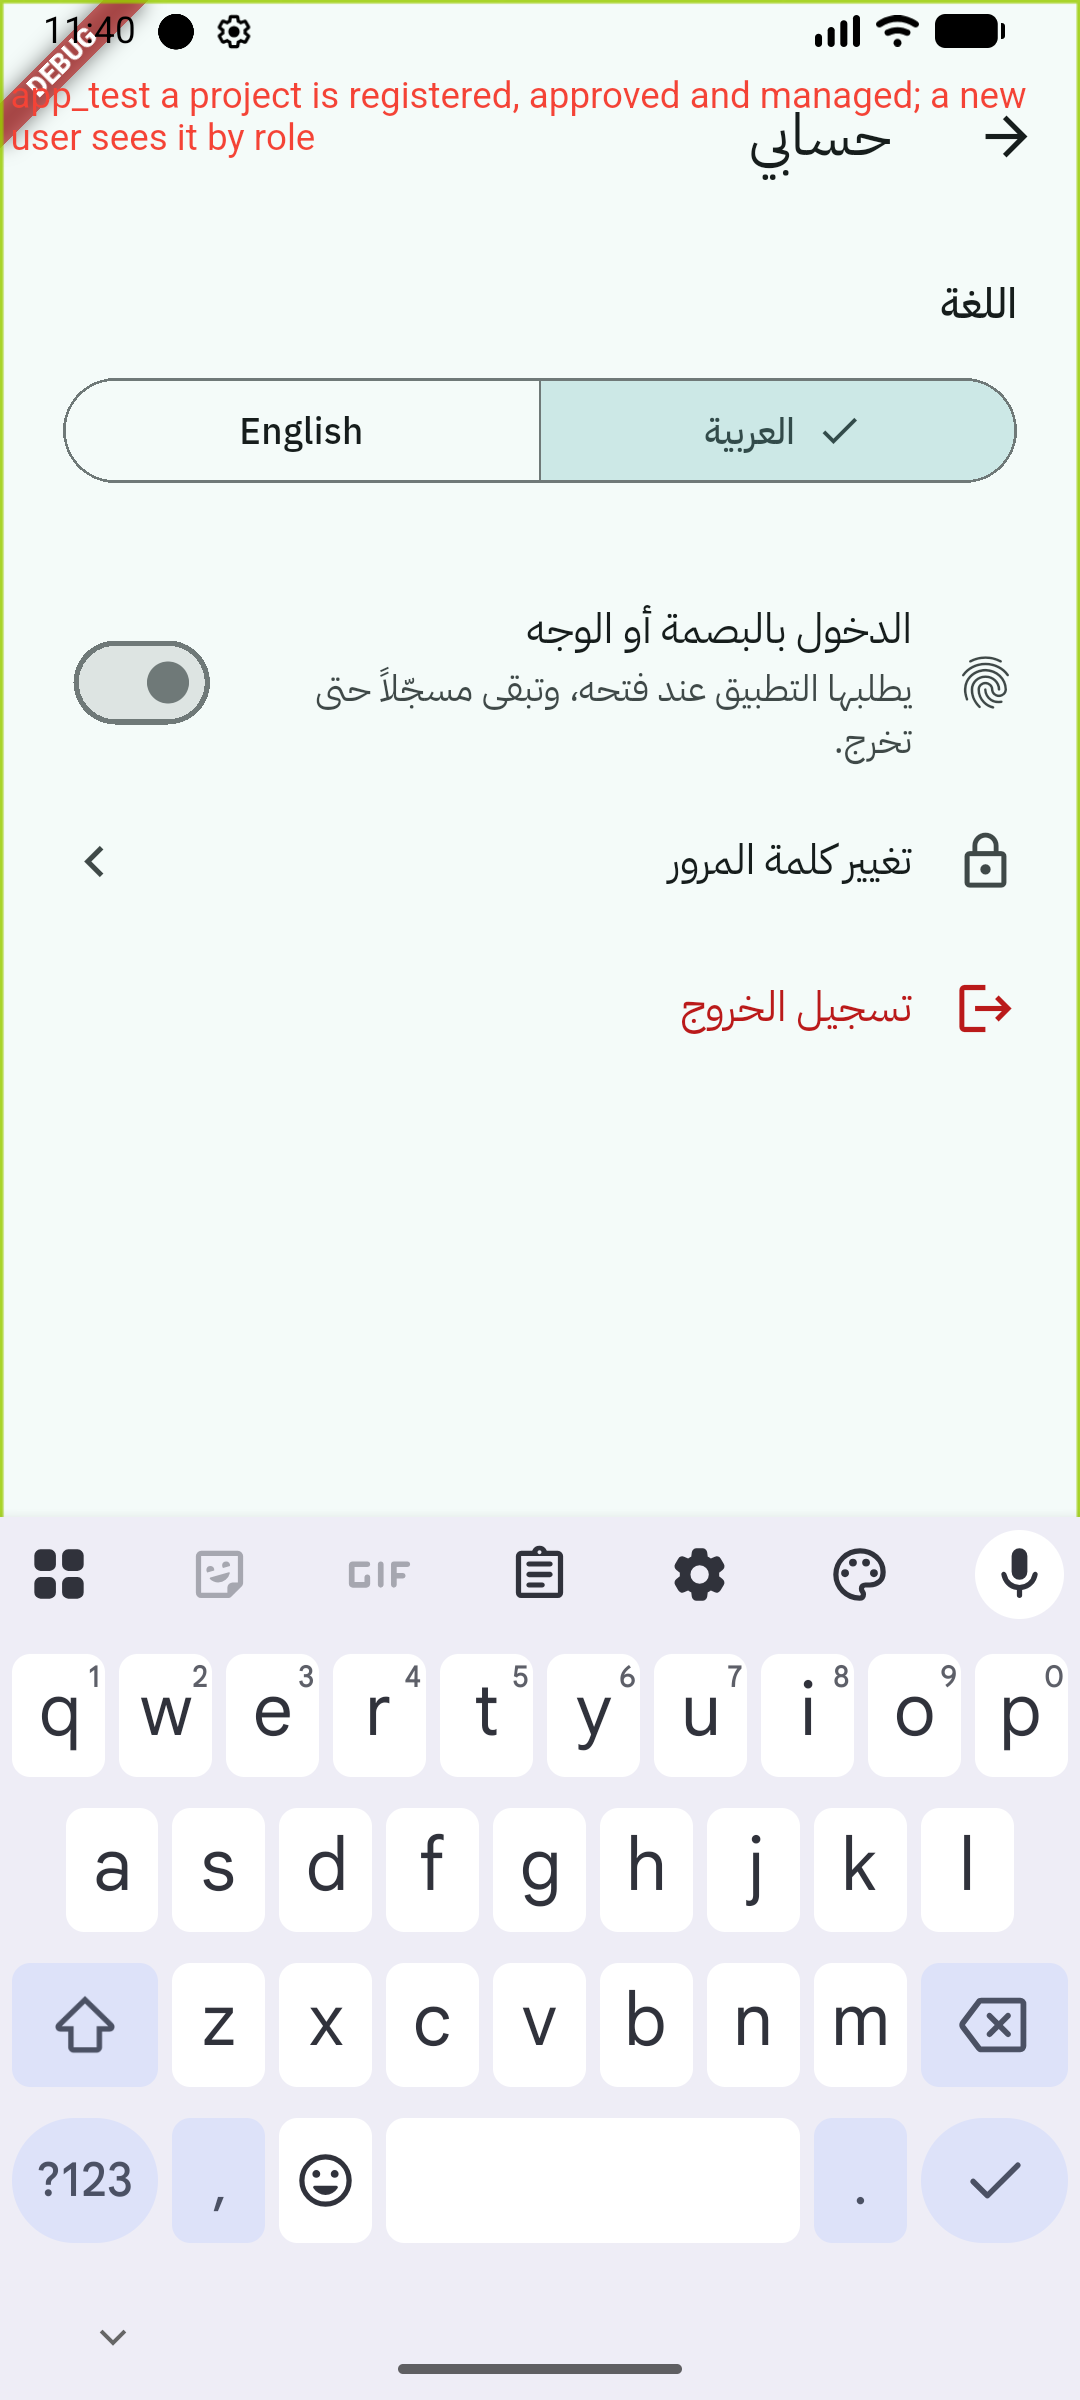 11:40
DEBUG
app_test a project is registered, approved and managed; a new
user sees it by role
حسابي
اللغة
العربية
English
الدخول بالبصمة أو الوجه
يطلبها التطبيق عند فتحه، وتبقى مسجّلاً حتى
تخرج.
تغيير كلمة المرور
تسجيل الخروج
GIF
q 1 w 2 e 3 r 4 t 5 y 6 u 7 i 8 o 9 p 0
a s d f g h j k l
z x c v b n m
?123 , .